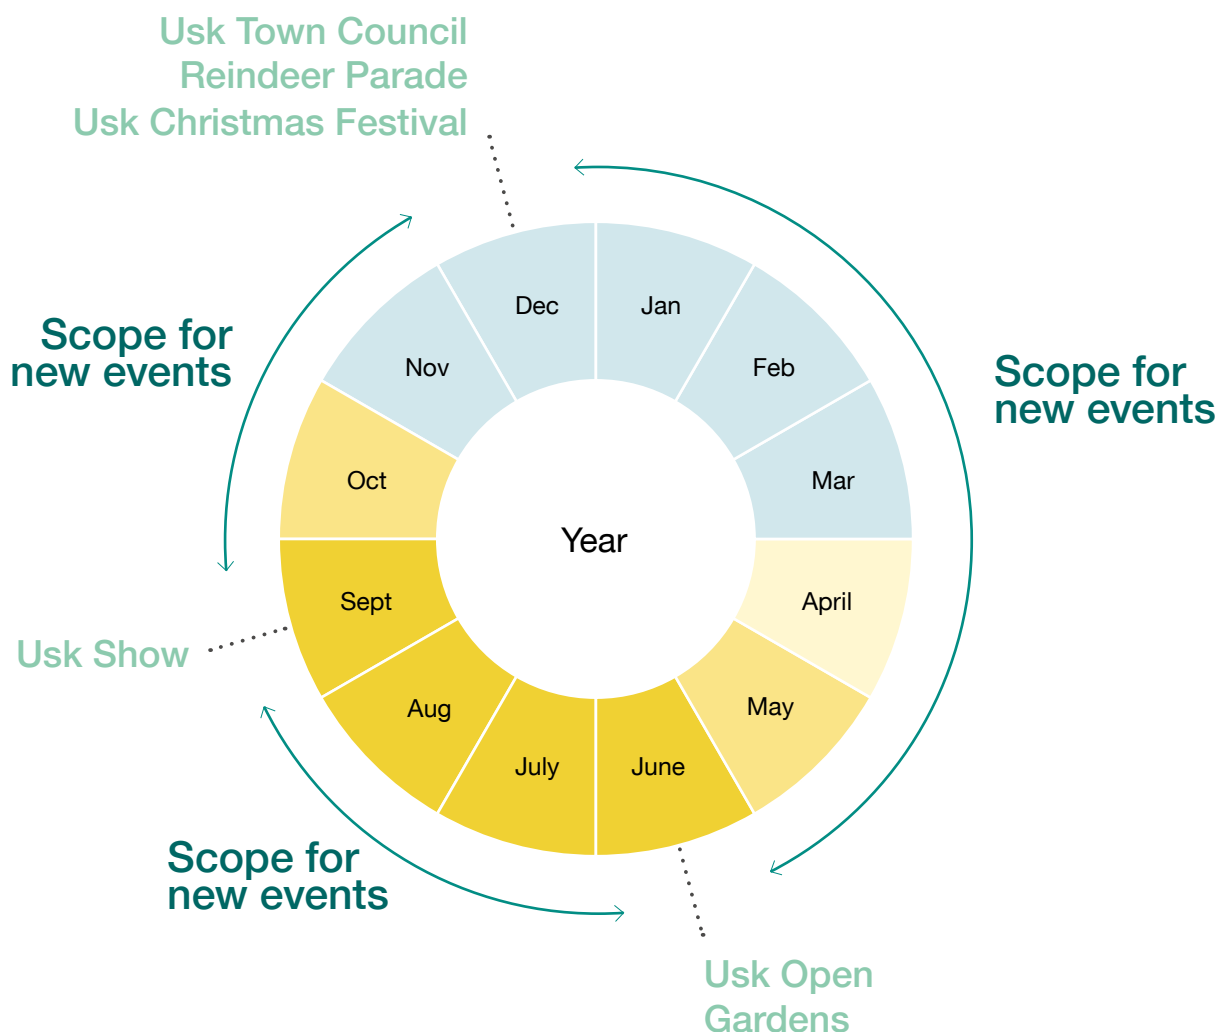 Usk Town Council
Reindeer Parade
Usk Christmas Festival
Scope for
new events
Scope for
new events
Dec
Jan
Nov
Feb
Oct
Mar
Year
Sept
April
Aug
May
July
June
Usk Show
Scope for
new events
Usk Open
Gardens